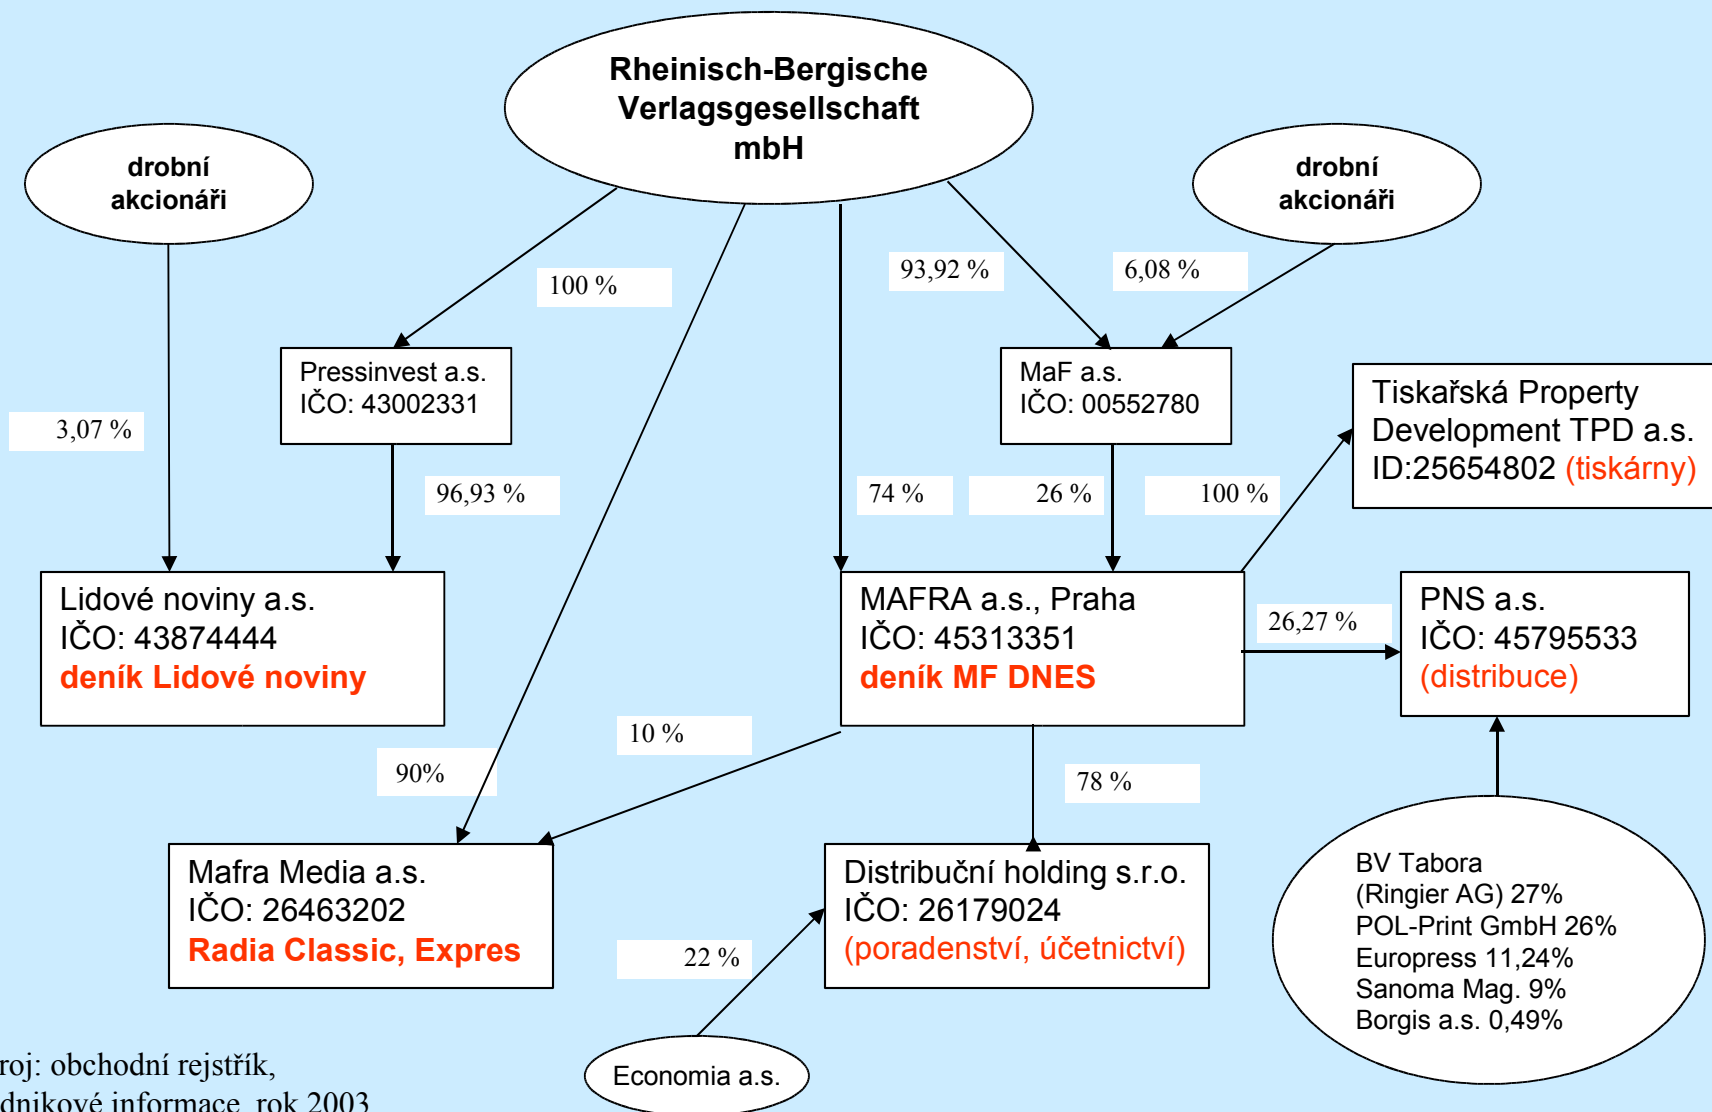 Rheinisch-Bergische
Verlagsgesellschaft
mbH
drobní
akcionáři
drobní
akcionáři
100 %
93,92 %
6,08 %
Pressinvest a.s.
IČO: 43002331
MaF a.s.
IČO: 00552780
Tiskařská Property
Development TPD a.s.
ID:25654802 (tiskárny)
3,07 %
96,93 %
74 %
26 %
100 %
Lidové noviny a.s.
IČO: 43874444
deník Lidové noviny
MAFRA a.s., Praha
IČO: 45313351
deník MF DNES
26,27 %
PNS a.s.
IČO: 45795533
(distribuce)
10 %
90%
78 %
Mafra Media a.s.
IČO: 26463202
Radia Classic, Expres
Distribuční holding s.r.o.
IČO: 26179024
(poradenství, účetnictví)
22 %
BV Tabora
(Ringier AG) 27%
POL-Print GmbH 26%
Europress 11,24%
Sanoma Mag. 9%
Borgis a.s. 0,49%
Economia a.s.
roj: obchodní rejstřík,
dnikové informace, rok 2003